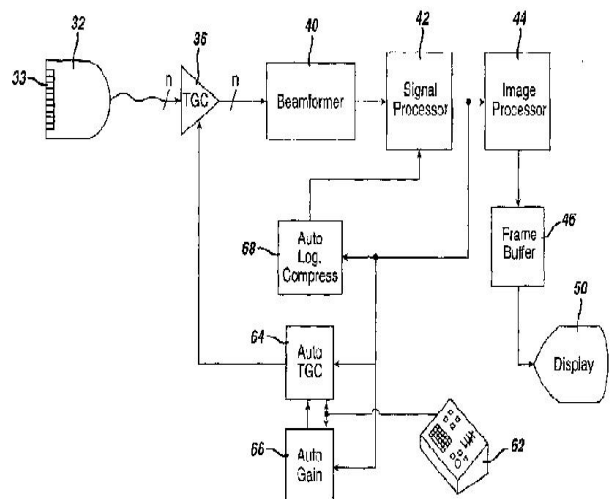 32
33
n
36
TGC
n
40
Beamformer
42
Signal
Processor
44
Image
Processor
68
Auto
Log.
Compress
Frame
Buffer
46
50
Display
64
Auto
TGC
66
Auto
Gain
62